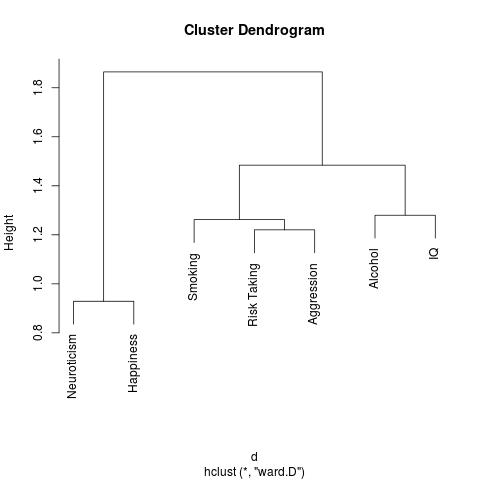 Cluster Dendrogram
Height
1.8
1.6
1.4
1.2
1.0
0.8
Neuroticism
Happiness
Smoking
Risk Taking
Aggression
Alcohol
IQ
d
hclust (*, "ward.D")